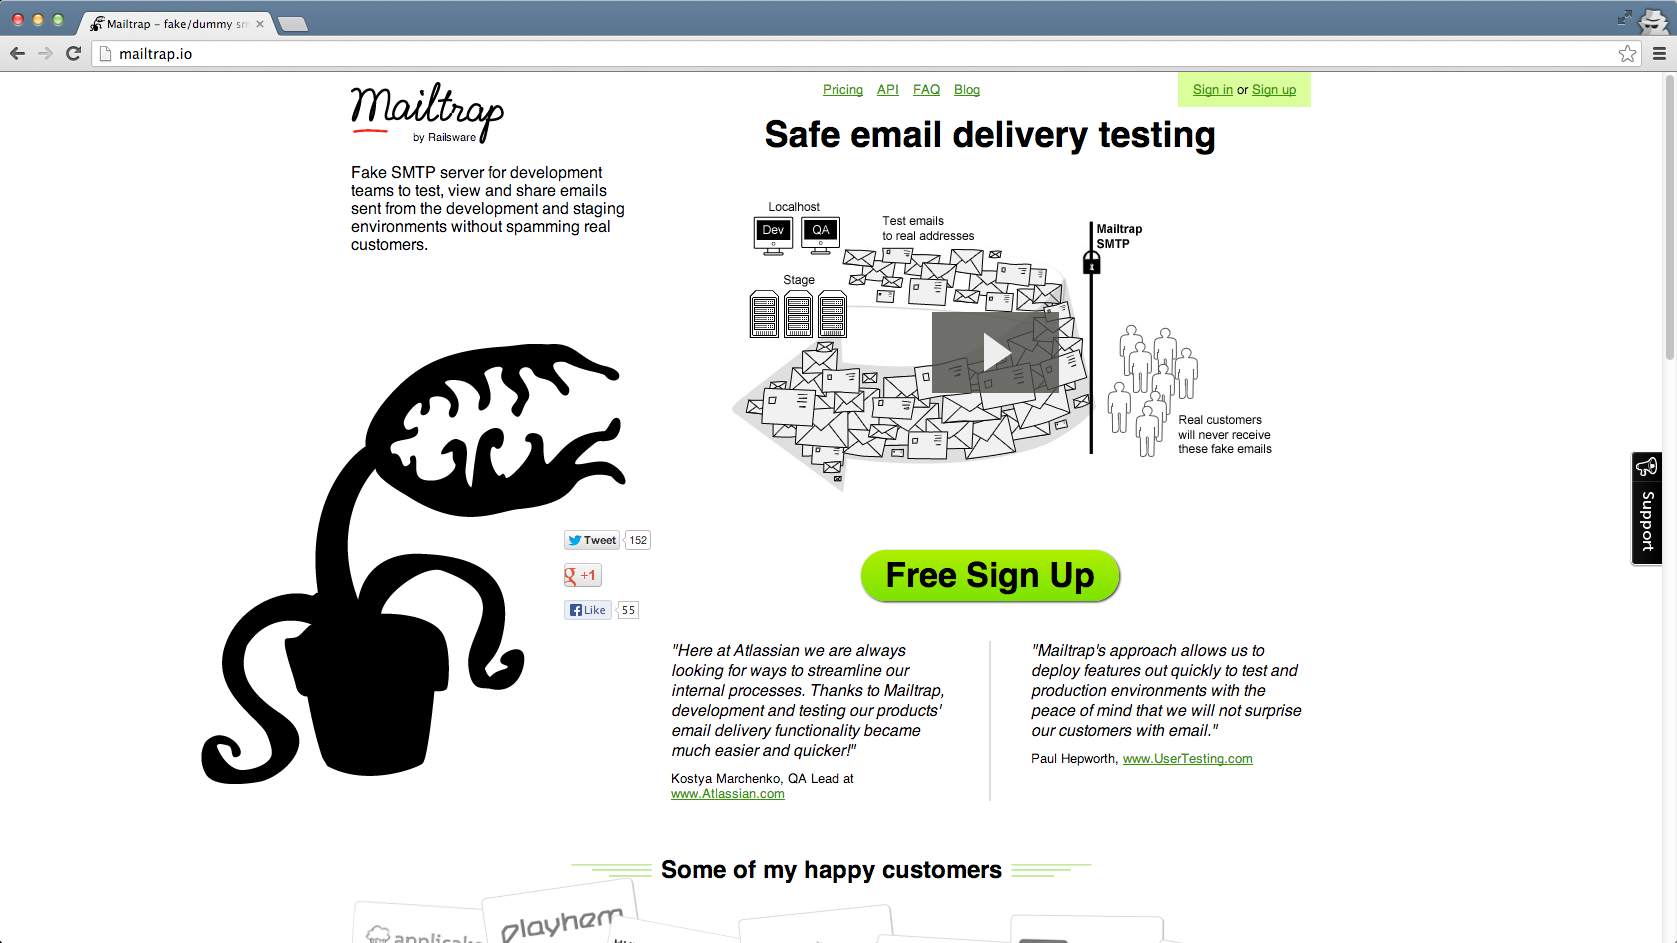 Mailtrap – fake/dummy sm
mailtrap.io
Mailtrap
by Railsware
Pricing API FAQ Blog
Sign in or Sign up
Safe email delivery testing
Fake SMTP server for development
teams to test, view and share emails
sent from the development and staging
environments without spamming real
customers.
Localhost
Dev QA
Test emails
to real addresses
Mailtrap
SMTP
Stage
Real customers
will never receive
these fake emails
Support
Tweet 152
g +1
Like 55
Free Sign Up
"Here at Atlassian we are always
looking for ways to streamline our
internal processes. Thanks to Mailtrap,
development and testing our products'
email delivery functionality became
much easier and quicker!"
Kostya Marchenko, QA Lead at
www.Atlassian.com
"Mailtrap's approach allows us to
deploy features out quickly to test and
production environments with the
peace of mind that we will not surprise
our customers with email."
Paul Hepworth, www.UserTesting.com
Some of my happy customers
playhem